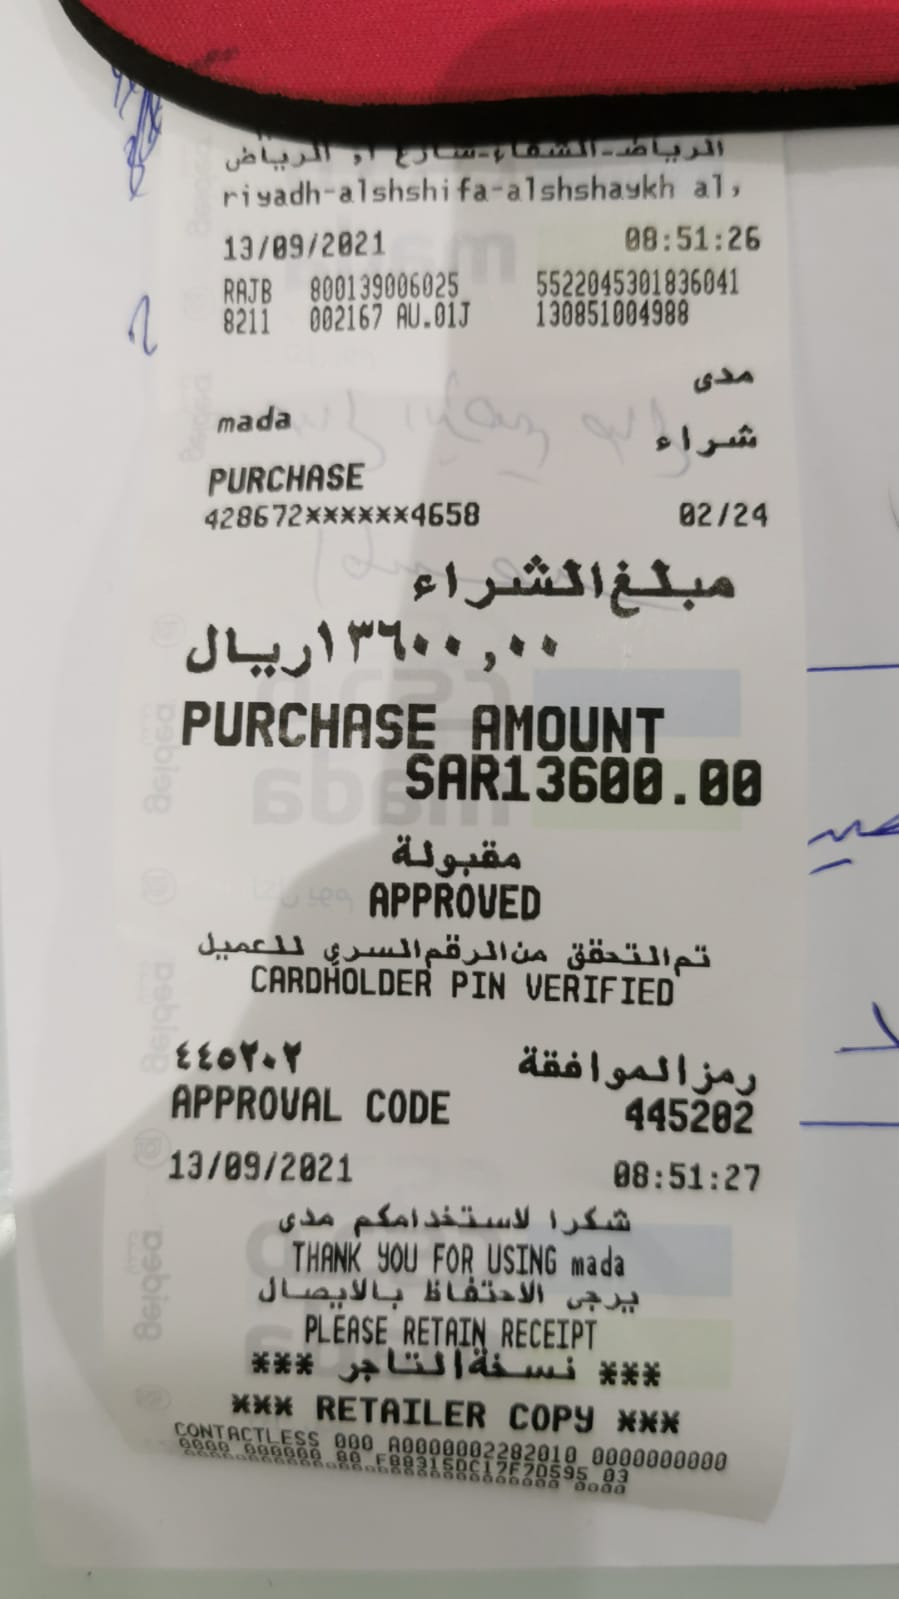 riyadh-alshshifa-alshshaykh al,
13/09/2021 08:51:26
RAJB 800139006025 5522045301836041
8211 002167 AU.01J 130851004988
مدى
mada
شراء
PURCHASE
428672******4658 02/24
مبلغ الشراء
١٣٦٠٠,٠٠ ريال
PURCHASE AMOUNT
SAR13600.00
مقبولة
APPROVED
تم التحقق من الرقم السري للعميل
CARDHOLDER PIN VERIFIED
رمز الموافقة ٤٤٥٢٠٢
APPROVAL CODE 445202
13/09/2021 08:51:27
شكرا لاستخدامكم مدى
THANK YOU FOR USING mada
يرجى الاحتفاظ بالايصال
PLEASE RETAIN RECEIPT
*** نسخة التاجر ***
*** RETAILER COPY ***
CONTACTLESS 000 A0000002282010 0000000000